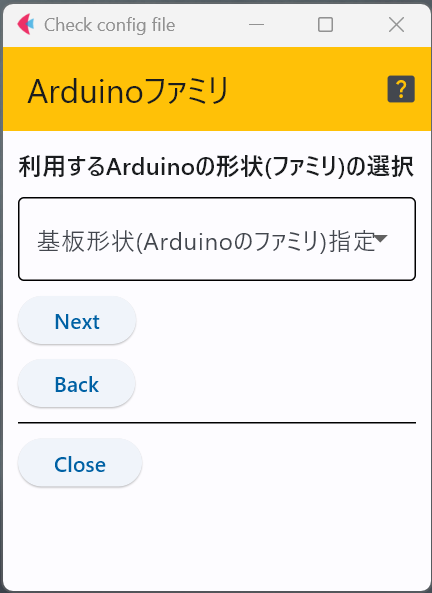 Check config file
Arduinoファミリ
?
利用するArduinoの形状(ファミリ)の選択
基板形状(Arduinoのファミリ)指定
Next
Back
Close